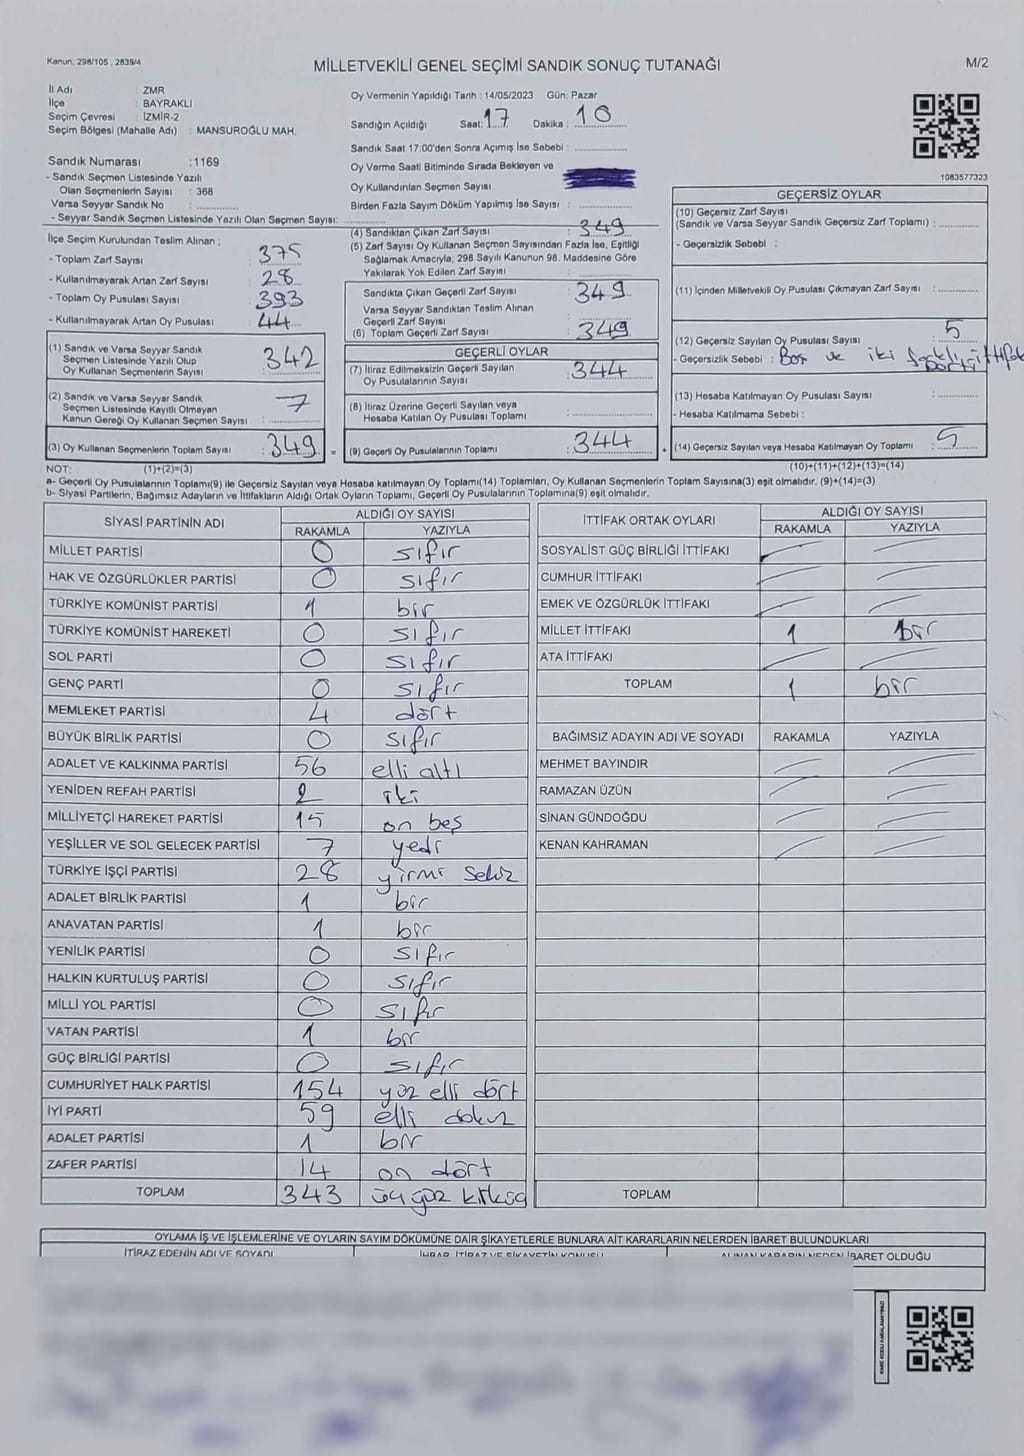 Kanun; 298/105 , 2839/4
MİLLETVEKİLİ GENEL SEÇİMİ SANDIK SONUÇ TUTANAĞI
M/2
İl Adı : ZMR
İlçe : BAYRAKLI
Seçim Çevresi : İZMİR-2
Seçim Bölgesi (Mahalle Adı) : MANSUROĞLU MAH.
Oy Vermenin Yapıldığı Tarih : 14/05/2023 Gün: Pazar
Sandığın Açıldığı Saat: 17 Dakika : 10
Sandık Saat 17:00'den Sonra Açımış İse Sebebi :
Oy Verme Saati Bitiminde Sırada Bekleyen ve
Oy Kullandırılan Seçmen Sayısı
Birden Fazla Sayım Döküm Yapılmış İse Sayısı :
Sandık Numarası :1169
- Sandık Seçmen Listesinde Yazılı
Olan Seçmenlerin Sayısı : 368
Varsa Seyyar Sandık No :
- Seyyar Sandık Seçmen Listesinde Yazılı Olan Seçmen Sayısı:
1083577323
İlçe Seçim Kurulundan Teslim Alınan ;
- Toplam Zarf Sayısı : 375
- Kullanılmayarak Artan Zarf Sayısı : 28
- Toplam Oy Pusulası Sayısı : 393
- Kullanılmayarak Artan Oy Pusulası : 44
(1) Sandık ve Varsa Seyyar Sandık
Seçmen Listesinde Yazılı Olup
Oy Kullanan Seçmenlerin Sayısı : 342
(2) Sandık ve Varsa Seyyar Sandık
Seçmen Listesinde Kayıtlı Olmayan
Kanun Gereği Oy Kullanan Seçmen Sayısı : 7
(3) Oy Kullanan Seçmenlerin Toplam Sayısı : 349 =
(4) Sandıktan Çıkan Zarf Sayısı : 349
(5) Zarf Sayısı Oy Kullanan Seçmen Sayısından Fazla İse, Eşitliği
Sağlamak Amacıyla; 298 Sayılı Kanunun 98. Maddesine Göre
Yakılarak Yok Edilen Zarf Sayısı :
Sandıkta Çıkan Geçerli Zarf Sayısı : 349
Varsa Seyyar Sandıktan Teslim Alınan
Geçerli Zarf Sayısı :
(6) Toplam Geçerli Zarf Sayısı : 349
GEÇERLİ OYLAR
(7) İtiraz Edilmeksizin Geçerli Sayılan
Oy Pusulalarının Sayısı : 344
(8) İtiraz Üzerine Geçerli Sayılan veya
Hesaba Katılan Oy Pusulası Toplamı :
(9) Geçerli Oy Pusulalarının Toplamı : 344 +
GEÇERSİZ OYLAR
(10) Geçersiz Zarf Sayısı
(Sandık ve Varsa Seyyar Sandık Geçersiz Zarf Toplamı) :
- Geçersizlik Sebebi :
(11) İçinden Milletvekili Oy Pusulası Çıkmayan Zarf Sayısı :
(12) Geçersiz Sayılan Oy Pusulası Sayısı : 5
- Geçersizlik Sebebi : Boş ve iki farklı
(13) Hesaba Katılmayan Oy Pusulası Sayısı :
- Hesaba Katılmama Sebebi :
(14) Geçersiz Sayılan veya Hesaba Katılmayan Oy Toplamı : 5
NOT: (1)+(2)=(3)
(10)+(11)+(12)+(13)=(14)
a- Geçerli Oy Pusulalarının Toplamı(9) ile Geçersiz Sayılan veya Hesaba katılmayan Oy Toplamı(14) Toplamları, Oy Kullanan Seçmenlerin Toplam Sayısına(3) eşit olmalıdır. (9)+(14)=(3)
b- Siyasi Partilerin, Bağımsız Adayların ve İttifakların Aldığı Ortak Oyların Toplamı, Geçerli Oy Pusulalarının Toplamına(9) eşit olmalıdır.
SİYASİ PARTİNİN ADI ALDIĞI OY SAYISI
RAKAMLA YAZIYLA
MİLLET PARTİSİ 0 sıfır
HAK VE ÖZGÜRLÜKLER PARTİSİ 0 sıfır
TÜRKİYE KOMÜNİST PARTİSİ 1 bir
TÜRKİYE KOMÜNİST HAREKETİ 0 sıfır
SOL PARTİ 0 sıfır
GENÇ PARTİ 0 sıfır
MEMLEKET PARTİSİ 4 dört
BÜYÜK BİRLİK PARTİSİ 0 sıfır
ADALET VE KALKINMA PARTİSİ 56 elli altı
YENİDEN REFAH PARTİSİ 2 iki
MİLLİYETÇİ HAREKET PARTİSİ 15 on beş
YEŞİLLER VE SOL GELECEK PARTİSİ 7 yedi
TÜRKİYE İŞÇİ PARTİSİ 28 yirmi sekiz
ADALET BİRLİK PARTİSİ 1 bir
ANAVATAN PARTİSİ 1 bir
YENİLİK PARTİSİ 0 sıfır
HALKIN KURTULUŞ PARTİSİ 0 sıfır
MİLLİ YOL PARTİSİ 0 sıfır
VATAN PARTİSİ 1 bir
GÜÇ BİRLİĞİ PARTİSİ 0 sıfır
CUMHURİYET HALK PARTİSİ 154 yüz elli dört
İYİ PARTİ 59 elli dokuz
ADALET PARTİSİ 1 bir
ZAFER PARTİSİ 14 on dört
TOPLAM 343 üçyüz kırküç
İTTİFAK ORTAK OYLARI ALDIĞI OY SAYISI
RAKAMLA YAZIYLA
SOSYALİST GÜÇ BİRLİĞİ İTTİFAKI
CUMHUR İTTİFAKI
EMEK VE ÖZGÜRLÜK İTTİFAKI
MİLLET İTTİFAKI 1 bir
ATA İTTİFAKI
TOPLAM 1 bir
BAĞIMSIZ ADAYIN ADI VE SOYADI RAKAMLA YAZIYLA
MEHMET BAYINDIR
RAMAZAN ÜZÜN
SİNAN GÜNDOĞDU
KENAN KAHRAMAN
TOPLAM
OYLAMA İŞ VE İŞLEMLERİNE VE OYLARIN SAYIM DÖKÜMÜNE DAİR ŞİKAYETLERLE BUNLARA AİT KARARLARIN NELERDEN İBARET BULUNDUKLARI
İTİRAZ EDENİN ADI VE SOYADI İHBAR, İTİRAZ VE ŞİKAYETİN KONUSU ALINAN KARARIN NEDEN İBARET OLDUĞU